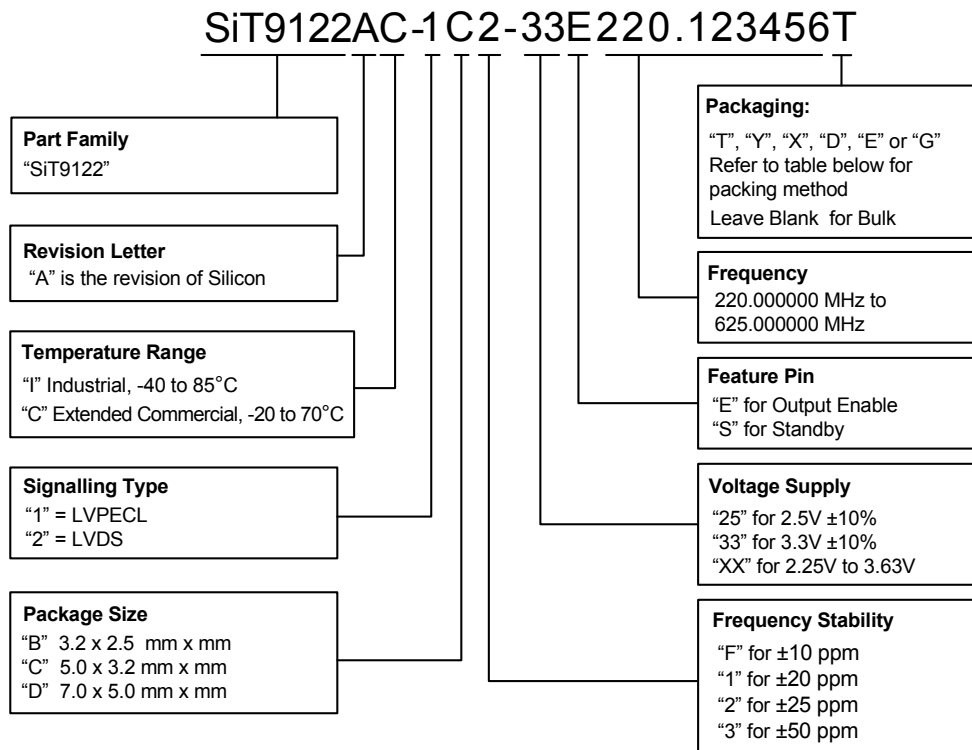 SiT9122AC-1C2-33E220.123456T
Part Family
“SiT9122”
Revision Letter
“A” is the revision of Silicon
Temperature Range
“I” Industrial, -40 to 85°C
“C” Extended Commercial, -20 to 70°C
Signalling Type
“1” = LVPECL
“2” = LVDS
Package Size
“B” 3.2 x 2.5 mm x mm
“C” 5.0 x 3.2 mm x mm
“D” 7.0 x 5.0 mm x mm
Packaging:
“T”, “Y”, “X”, “D”, “E” or “G”
Refer to table below for
packing method
Leave Blank for Bulk
Frequency
220.000000 MHz to
625.000000 MHz
Feature Pin
“E” for Output Enable
“S” for Standby
Voltage Supply
“25” for 2.5V ±10%
“33” for 3.3V ±10%
“XX” for 2.25V to 3.63V
Frequency Stability
“F” for ±10 ppm
“1” for ±20 ppm
“2” for ±25 ppm
“3” for ±50 ppm